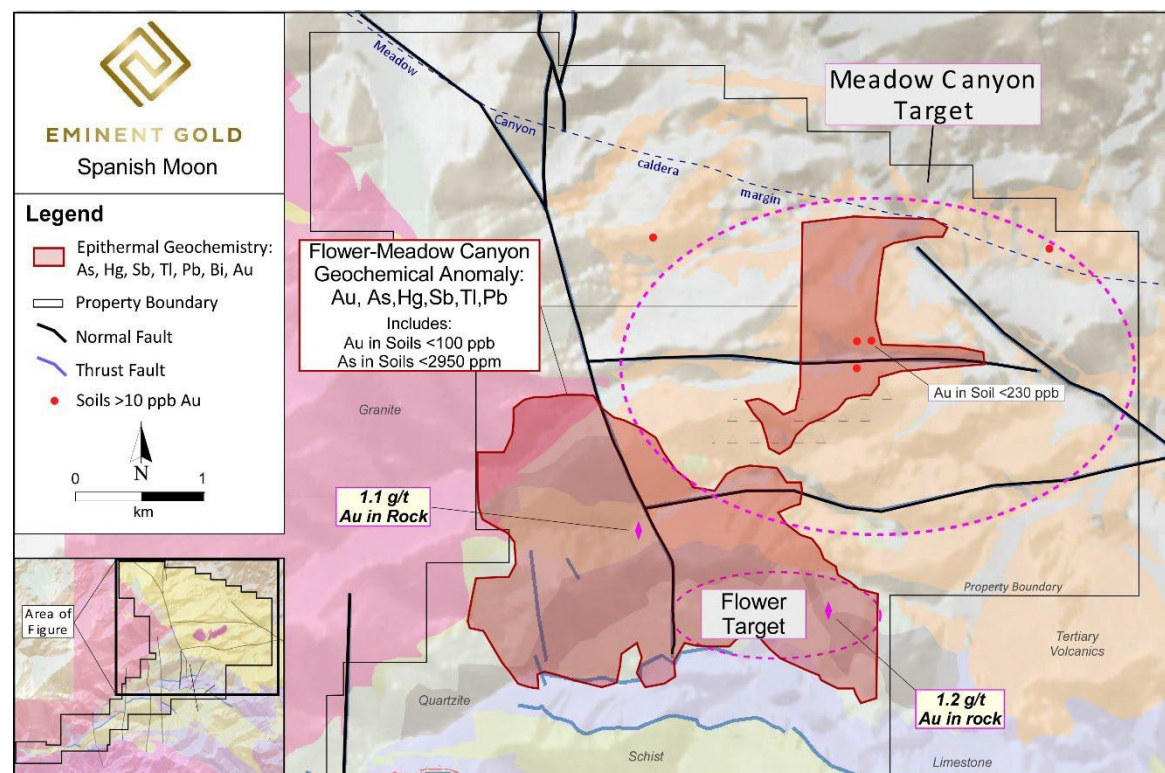 EMINENT GOLD
Spanish Moon
Legend
Epithermal Geochemistry:
As, Hg, Sb, Tl, Pb, Bi, Au
Property Boundary
Normal Fault
Thrust Fault
Soils >10 ppb Au
N
0 1
km
Area of
Figure
Meadow
Canyon
caldera
margin
Meadow Canyon
Target
Flower-Meadow Canyon
Geochemical Anomaly:
Au, As,Hg,Sb,Tl,Pb
Includes:
Au in Soils <100 ppb
As in Soils <2950 ppm
Au in Soil <230 ppb
Granite
1.1 g/t
Au in Rock
Flower
Target
Property Boundary
Tertiary
Volcanics
Quartzite
1.2 g/t
Au in rock
Schist
Limestone